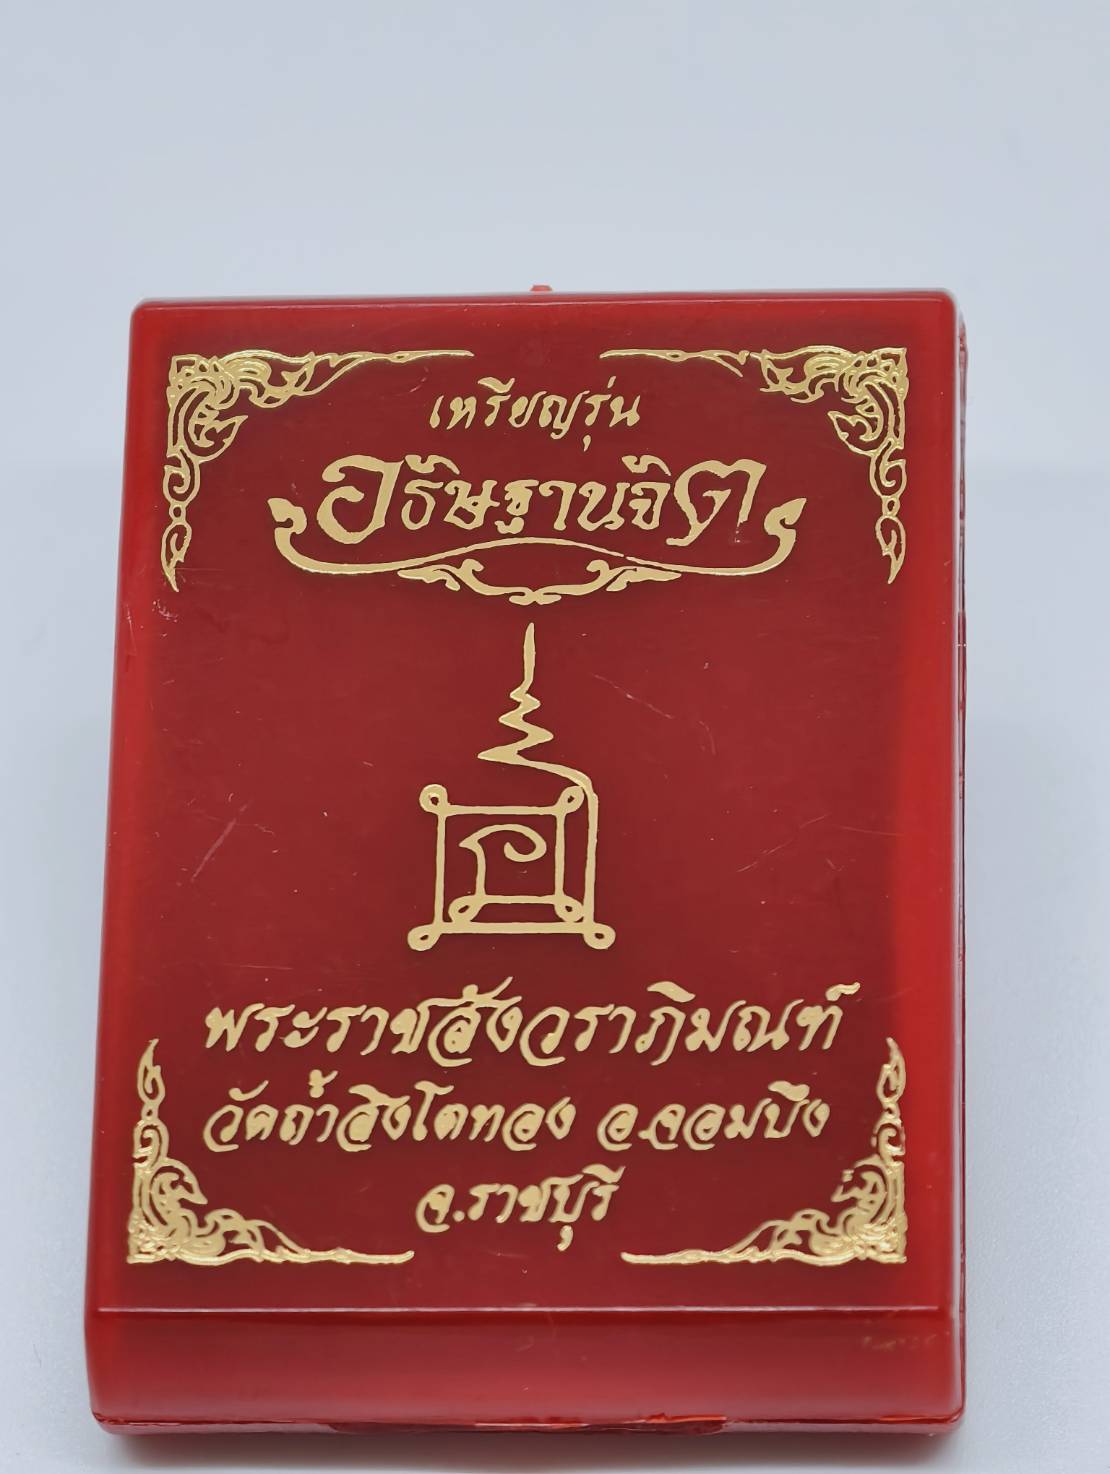 เหรียญรุ่น
อธิษฐานจิต
พระราชสังวราภิมณฑ์
วัดถ้ำสิงโตทอง อ.จอมบึง
จ.ราชบุรี